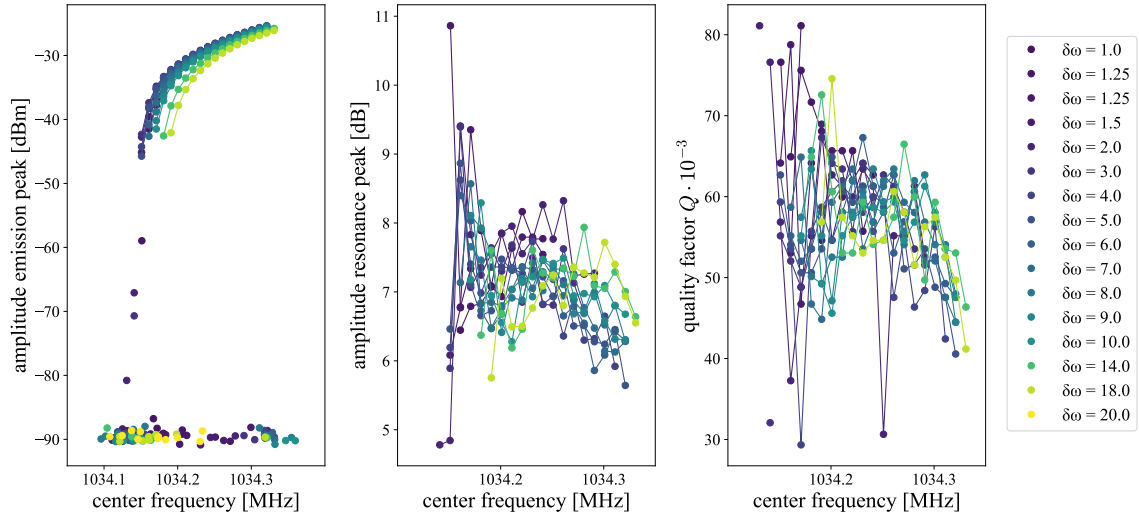 amplitude emission peak [dBm]
−30
−40
−50
−60
−70
−80
−90
1034.1
1034.2
1034.3
center frequency [MHz]
amplitude resonance peak [dB]
11
10
9
8
7
6
5
1034.2
1034.3
center frequency [MHz]
quality factor Q · 10⁻³
80
70
60
50
40
30
1034.2
1034.3
center frequency [MHz]
δω = 1.0
δω = 1.25
δω = 1.25
δω = 1.5
δω = 2.0
δω = 3.0
δω = 4.0
δω = 5.0
δω = 6.0
δω = 7.0
δω = 8.0
δω = 9.0
δω = 10.0
δω = 14.0
δω = 18.0
δω = 20.0